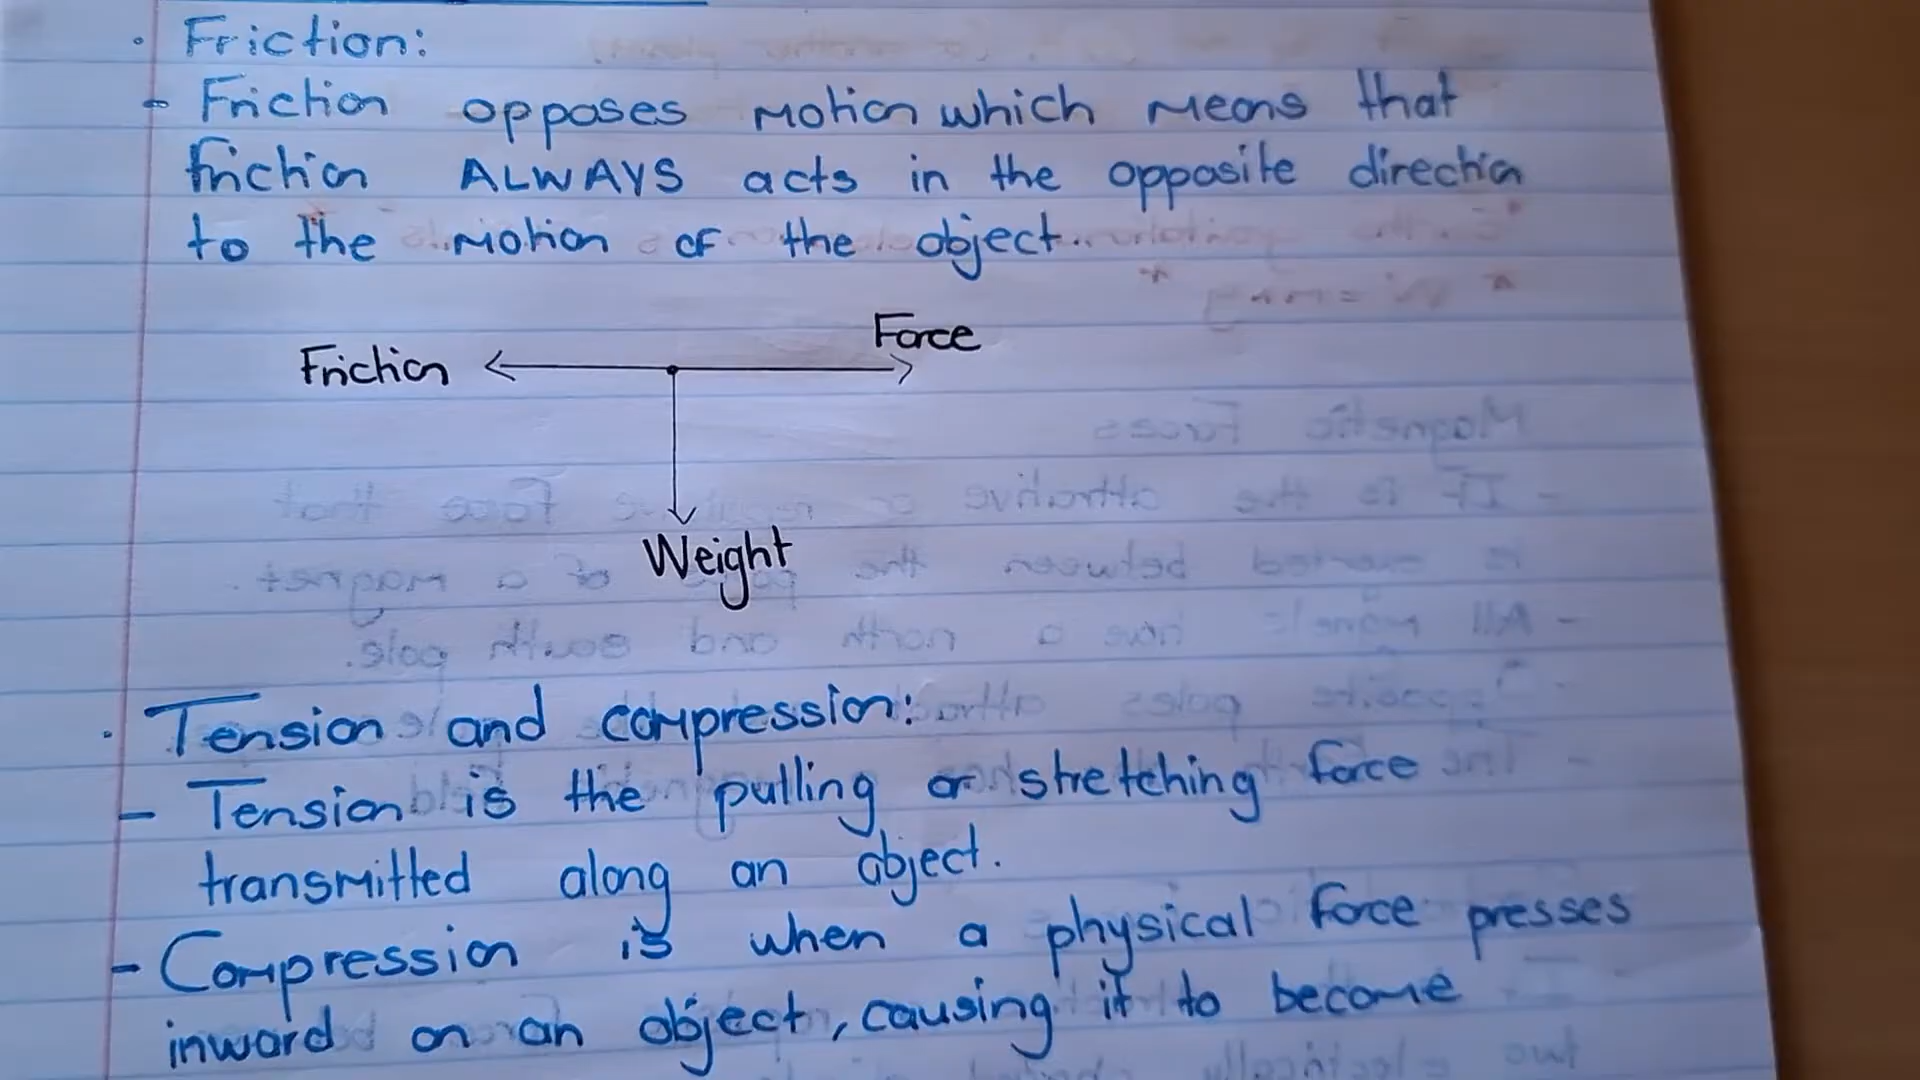 · Friction:
- Friction opposes motion which means that
friction ALWAYS acts in the opposite direction
to the motion of the object.
Force
Friction
Weight
· Tension and compression:
- Tension is the pulling or stretching force
transmitted along an object.
- Compression is when a physical force presses
inward on an object, causing it to become